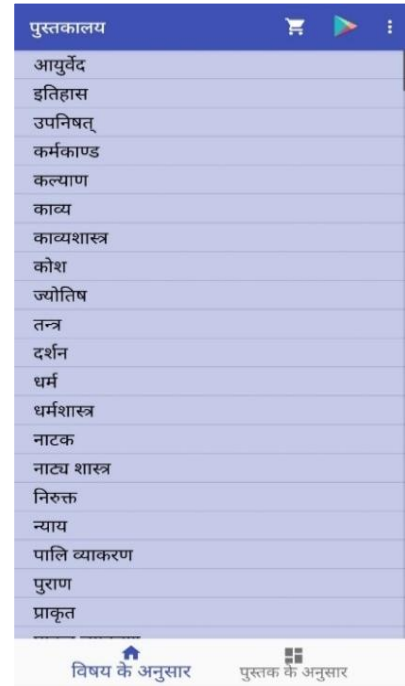 पुस्तकालय
आयुर्वेद
इतिहास
उपनिषत्
कर्मकाण्ड
कल्याण
काव्य
काव्यशास्त्र
कोश
ज्योतिष
तन्त्र
दर्शन
धर्म
धर्मशास्त्र
नाटक
नाट्य शास्त्र
निरुक्त
न्याय
पालि व्याकरण
पुराण
प्राकृत
विषय के अनुसार पुस्तक के अनुसार